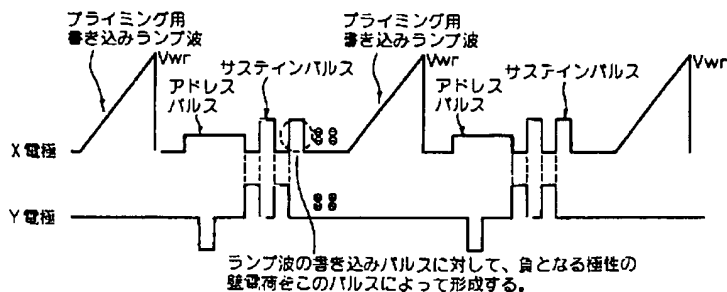 プライミング用
書き込みランプ波
Vwr
サステインパルス
アドレス
パルス
プライミング用
書き込みランプ波
Vwr
サステインパルス
アドレス
パルス
Vwr
X電極
Y電極
ランプ波の書き込みパルスに対して、負となる極性の
壁電荷をこのパルスによって形成する。